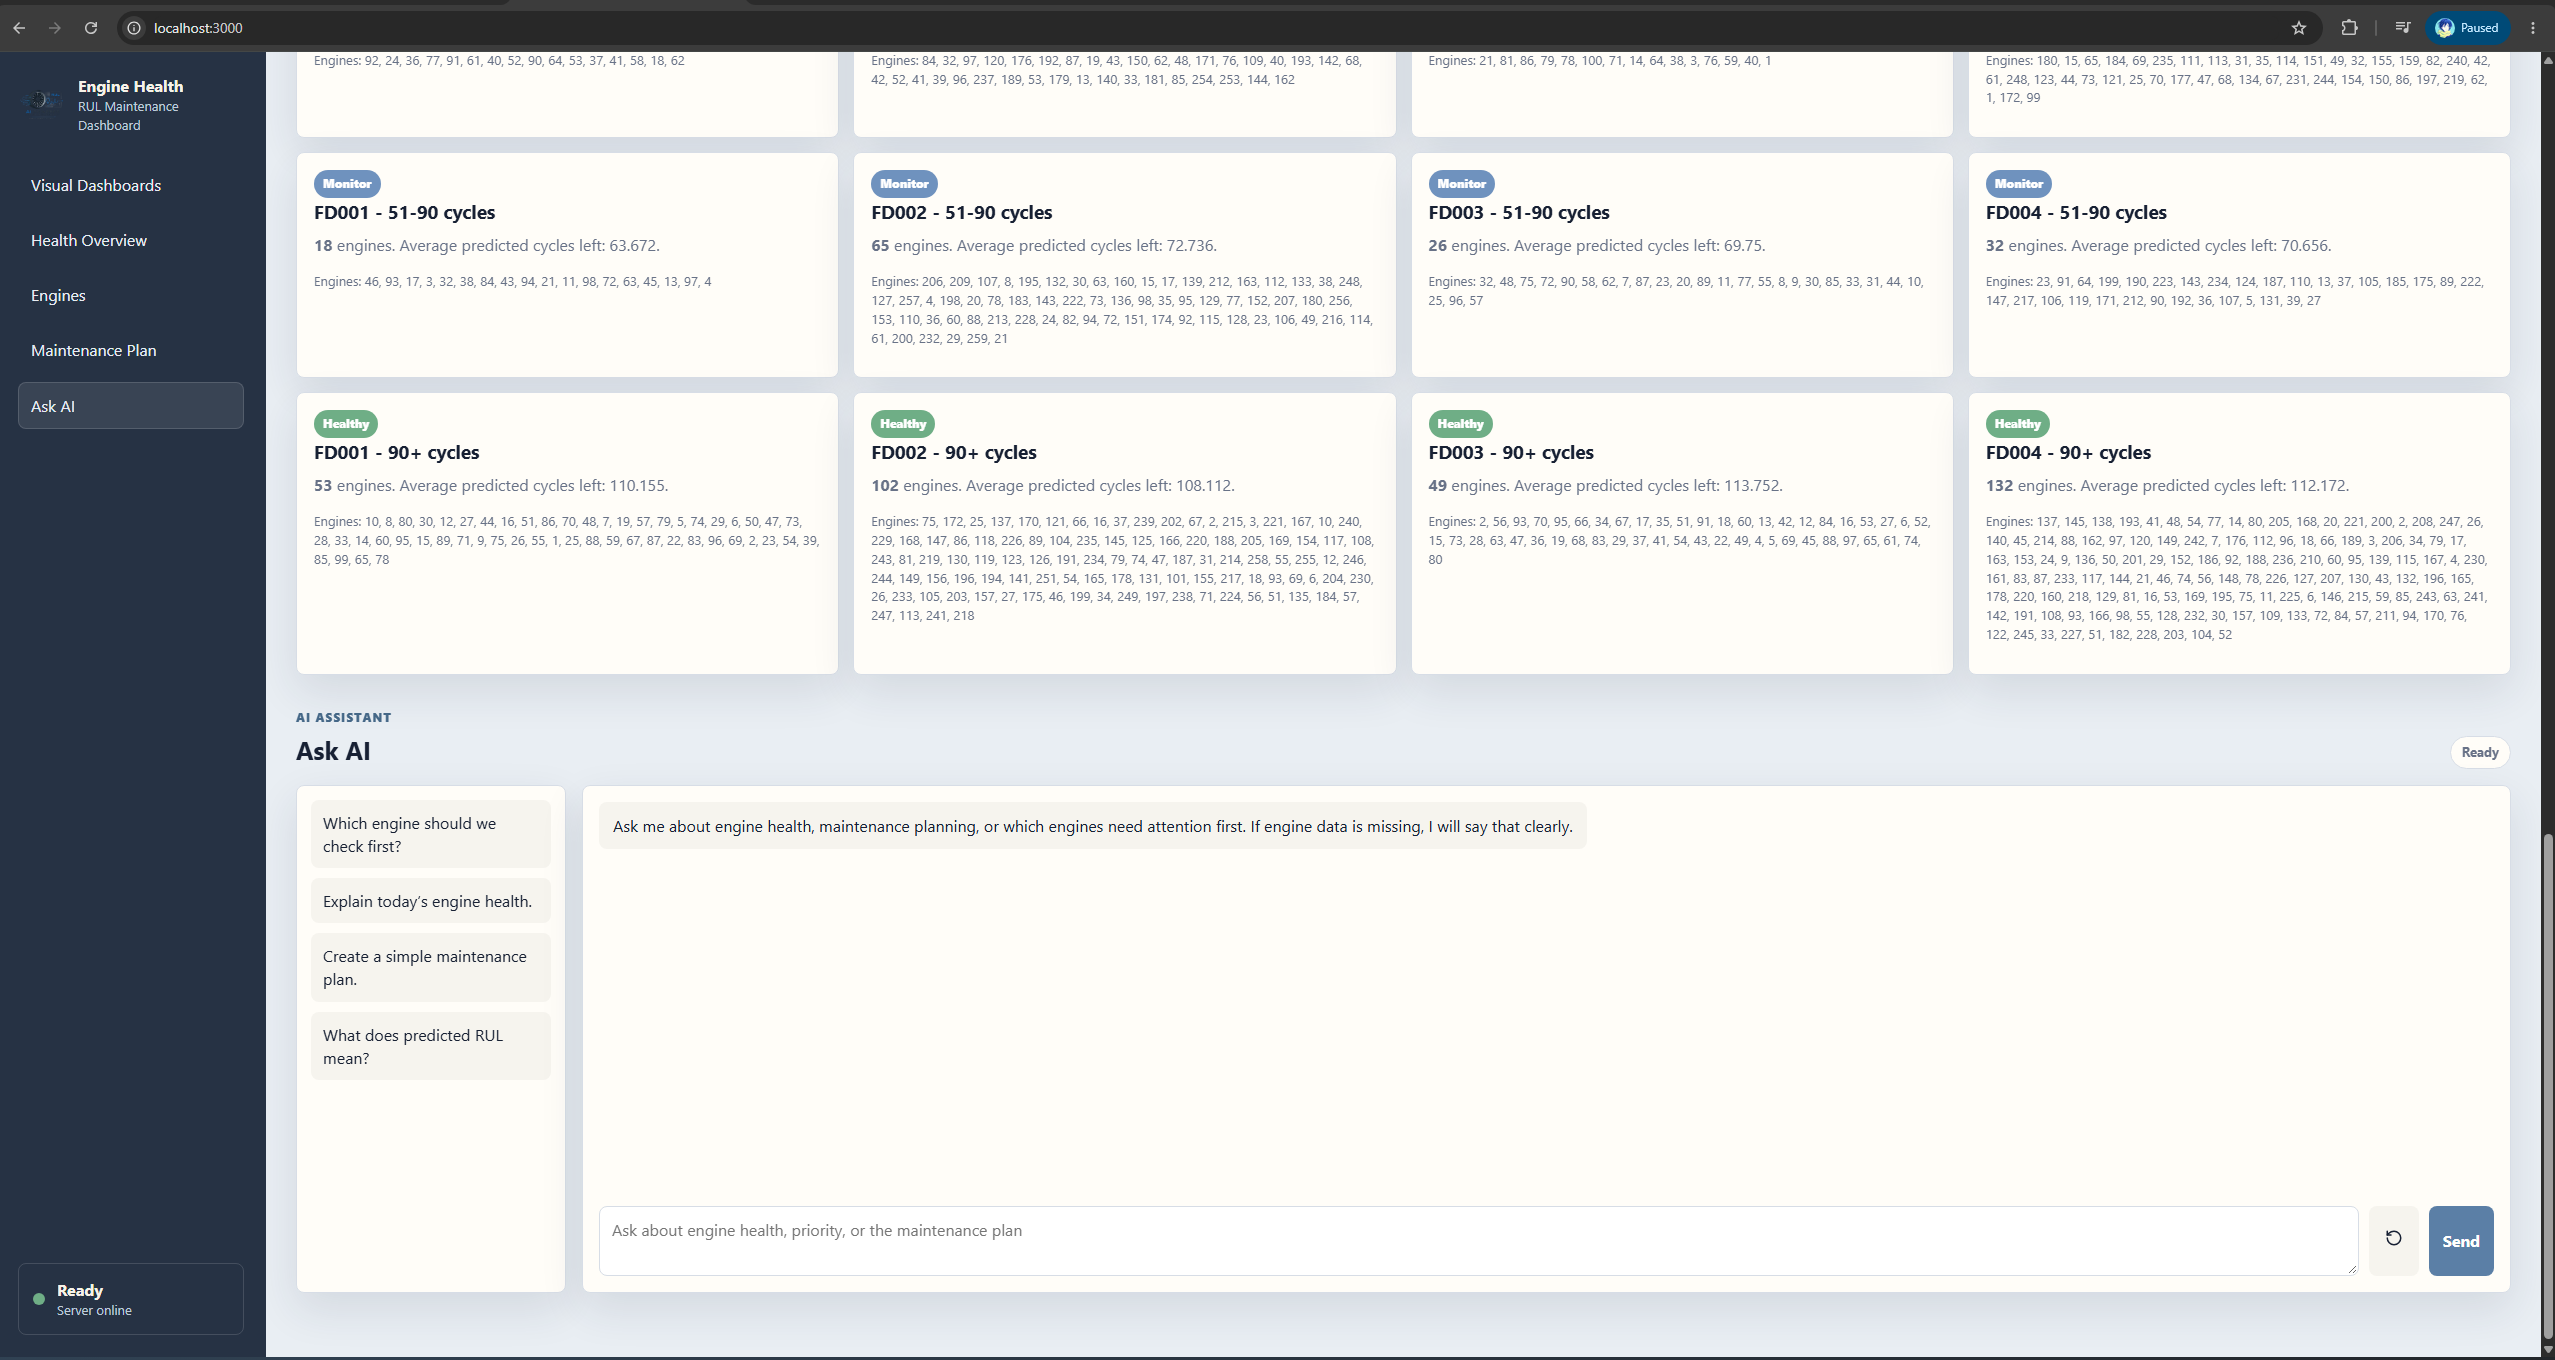 localhost:3000
Paused
Engine Health
RUL Maintenance
Dashboard
Visual Dashboards
Health Overview
Engines
Maintenance Plan
Ask AI
Ready
Server online
Engines: 92, 24, 36, 77, 91, 61, 40, 52, 90, 64, 53, 37, 41, 58, 18, 62
Engines: 84, 32, 97, 120, 176, 192, 87, 19, 43, 150, 62, 48, 171, 76, 109, 40, 193, 142, 68,
42, 52, 41, 39, 96, 237, 189, 53, 179, 13, 140, 33, 181, 85, 254, 253, 144, 162
Engines: 21, 81, 86, 79, 78, 100, 71, 14, 64, 38, 3, 76, 59, 40, 1
Engines: 180, 15, 65, 184, 69, 235, 111, 113, 31, 35, 114, 151, 49, 32, 155, 159, 82, 240, 42,
61, 248, 123, 44, 73, 121, 25, 70, 177, 47, 68, 134, 67, 231, 244, 154, 150, 86, 197, 219, 62,
1, 172, 99
Monitor
FD001 - 51-90 cycles
18 engines. Average predicted cycles left: 63.672.
Engines: 46, 93, 17, 3, 32, 38, 84, 43, 94, 21, 11, 98, 72, 63, 45, 13, 97, 4
Monitor
FD002 - 51-90 cycles
65 engines. Average predicted cycles left: 72.736.
Engines: 206, 209, 107, 8, 195, 132, 30, 63, 160, 15, 17, 139, 212, 163, 112, 133, 38, 248,
127, 257, 4, 198, 20, 78, 183, 143, 222, 73, 136, 98, 35, 95, 129, 77, 152, 207, 180, 256,
153, 110, 36, 60, 88, 213, 228, 24, 82, 94, 72, 151, 174, 92, 115, 128, 23, 106, 49, 216, 114,
61, 200, 232, 29, 259, 21
Monitor
FD003 - 51-90 cycles
26 engines. Average predicted cycles left: 69.75.
Engines: 32, 48, 75, 72, 90, 58, 62, 7, 87, 23, 20, 89, 11, 77, 55, 8, 9, 30, 85, 33, 31, 44, 10,
25, 96, 57
Monitor
FD004 - 51-90 cycles
32 engines. Average predicted cycles left: 70.656.
Engines: 23, 91, 64, 199, 190, 223, 143, 234, 124, 187, 110, 13, 37, 105, 185, 175, 89, 222,
147, 217, 106, 119, 171, 212, 90, 192, 36, 107, 5, 131, 39, 27
Healthy
FD001 - 90+ cycles
53 engines. Average predicted cycles left: 110.155.
Engines: 10, 8, 80, 30, 12, 27, 44, 16, 51, 86, 70, 48, 7, 19, 57, 79, 5, 74, 29, 6, 50, 47, 73,
28, 33, 14, 60, 95, 15, 89, 71, 9, 75, 26, 55, 1, 25, 88, 59, 67, 87, 22, 83, 96, 69, 2, 23, 54, 39,
85, 99, 65, 78
Healthy
FD002 - 90+ cycles
102 engines. Average predicted cycles left: 108.112.
Engines: 75, 172, 25, 137, 170, 121, 66, 16, 37, 239, 202, 67, 2, 215, 3, 221, 167, 10, 240,
229, 168, 147, 86, 118, 226, 89, 104, 235, 145, 125, 166, 220, 188, 205, 169, 154, 117, 108,
243, 81, 219, 130, 119, 123, 126, 191, 234, 79, 74, 47, 187, 31, 214, 258, 55, 255, 12, 246,
244, 149, 156, 196, 194, 141, 251, 54, 165, 178, 131, 101, 155, 217, 18, 93, 69, 6, 204, 230,
26, 233, 105, 203, 157, 27, 175, 46, 199, 34, 249, 197, 238, 71, 224, 56, 51, 135, 184, 57,
247, 113, 241, 218
Healthy
FD003 - 90+ cycles
49 engines. Average predicted cycles left: 113.752.
Engines: 2, 56, 93, 70, 95, 66, 34, 67, 17, 35, 51, 91, 18, 60, 13, 42, 12, 84, 16, 53, 27, 6, 52,
15, 73, 28, 63, 47, 36, 19, 68, 83, 29, 37, 41, 54, 43, 22, 49, 4, 5, 69, 45, 88, 97, 65, 61, 74,
80
Healthy
FD004 - 90+ cycles
132 engines. Average predicted cycles left: 112.172.
Engines: 137, 145, 138, 193, 41, 48, 54, 77, 14, 80, 205, 168, 20, 221, 200, 2, 208, 247, 26,
140, 45, 214, 88, 162, 97, 120, 149, 242, 7, 176, 112, 96, 18, 66, 189, 3, 206, 34, 79, 17,
163, 153, 24, 9, 136, 50, 201, 29, 152, 186, 92, 188, 236, 210, 60, 95, 139, 115, 167, 4, 230,
161, 83, 87, 233, 117, 144, 21, 46, 74, 56, 148, 78, 226, 127, 207, 130, 43, 132, 196, 165,
178, 220, 160, 218, 129, 81, 16, 53, 169, 195, 75, 11, 225, 6, 146, 215, 59, 85, 243, 63, 241,
142, 191, 108, 93, 166, 98, 55, 128, 232, 30, 157, 109, 133, 72, 84, 57, 211, 94, 170, 76,
122, 245, 33, 227, 51, 182, 228, 203, 104, 52
AI ASSISTANT
Ask AI
Ready
Which engine should we
check first?
Explain today's engine health.
Create a simple maintenance
plan.
What does predicted RUL
mean?
Ask me about engine health, maintenance planning, or which engines need attention first. If engine data is missing, I will say that clearly.
Ask about engine health, priority, or the maintenance plan
Send